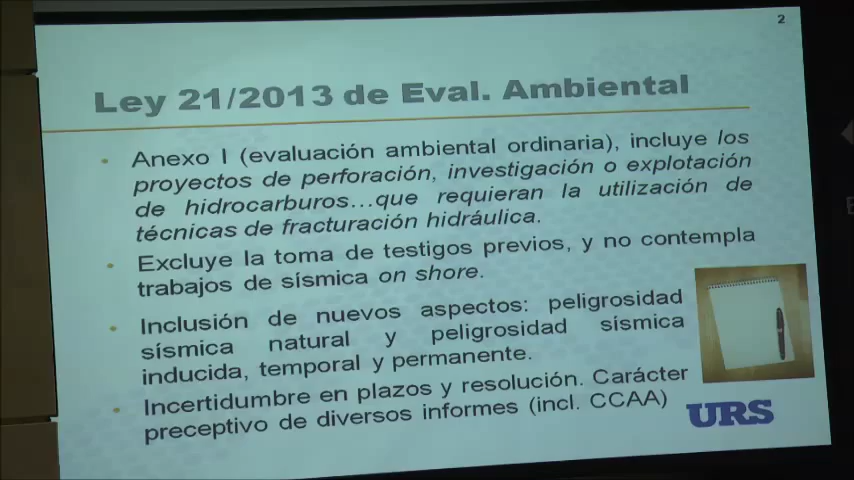 2
Ley 21/2013 de Eval. Ambiental
• Anexo I (evaluación ambiental ordinaria), incluye los
proyectos de perforación, investigación o explotación
de hidrocarburos…que requieran la utilización de
técnicas de fracturación hidráulica.
• Excluye la toma de testigos previos, y no contempla
trabajos de sísmica on shore.
• Inclusión de nuevos aspectos: peligrosidad
sísmica natural y peligrosidad sísmica
inducida, temporal y permanente.
• Incertidumbre en plazos y resolución. Carácter
preceptivo de diversos informes (incl. CCAA)
URS